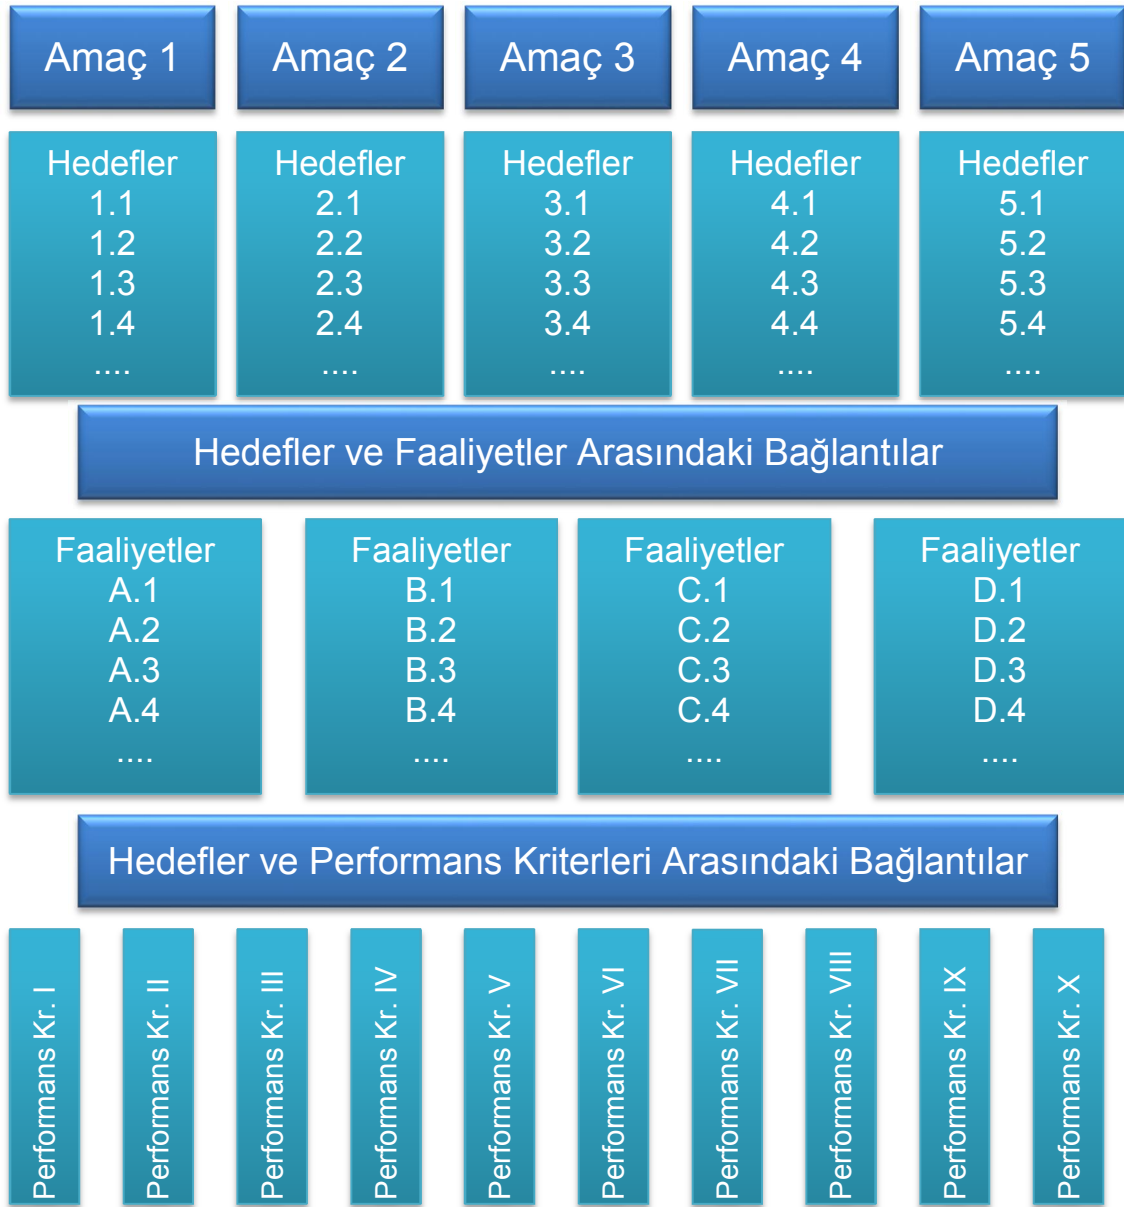 Amaç 1
Amaç 2
Amaç 3
Amaç 4
Amaç 5
Hedefler
1.1
1.2
1.3
1.4
....
Hedefler
2.1
2.2
2.3
2.4
....
Hedefler
3.1
3.2
3.3
3.4
....
Hedefler
4.1
4.2
4.3
4.4
....
Hedefler
5.1
5.2
5.3
5.4
....
Hedefler ve Faaliyetler Arasındaki Bağlantılar
Faaliyetler
A.1
A.2
A.3
A.4
....
Faaliyetler
B.1
B.2
B.3
B.4
....
Faaliyetler
C.1
C.2
C.3
C.4
....
Faaliyetler
D.1
D.2
D.3
D.4
....
Hedefler ve Performans Kriterleri Arasındaki Bağlantılar
Performans Kr. I
Performans Kr. II
Performans Kr. III
Performans Kr. IV
Performans Kr. V
Performans Kr. VI
Performans Kr. VII
Performans Kr. VIII
Performans Kr. IX
Performans Kr. X